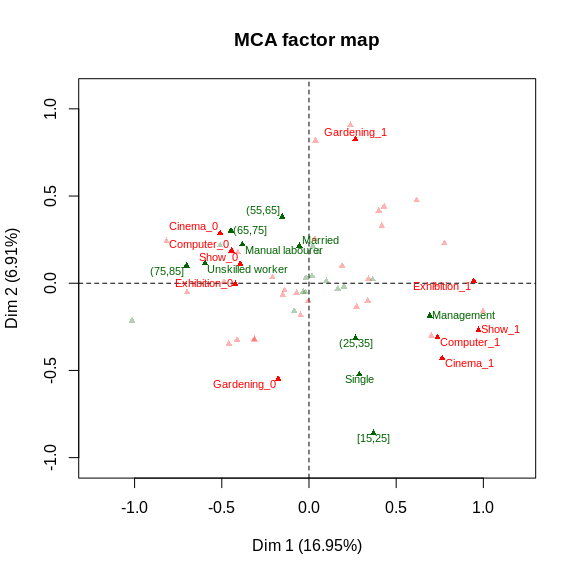 MCA factor map
Dim 2 (6.91%)
1.0
0.5
0.0
-0.5
-1.0
Gardening_1
(55,65]
Cinema_0
(65,75]
Married
Computer_0
Manual labourer
Show_0
(75,85]
Unskilled worker
Exhibition_0
Exhibition_1
Management
Show_1
(25,35]
Computer_1
Cinema_1
Single
Gardening_0
[15,25]
-1.0 -0.5 0.0 0.5 1.0
Dim 1 (16.95%)